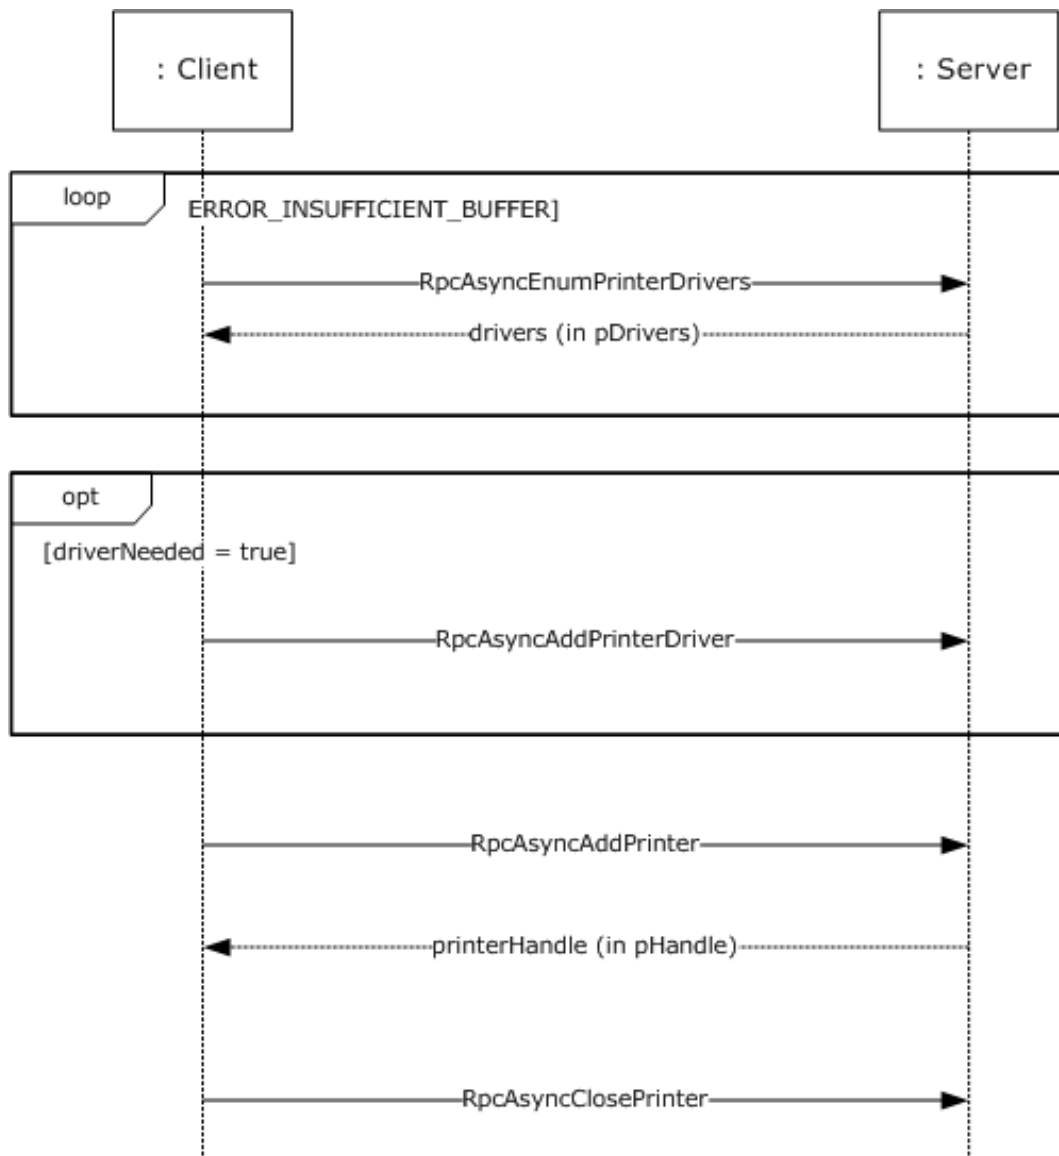 : Client
: Server
loop
ERROR_INSUFFICIENT_BUFFER]
RpcAsyncEnumPrinterDrivers
drivers (in pDrivers)
opt
[driverNeeded = true]
RpcAsyncAddPrinterDriver
RpcAsyncAddPrinter
printerHandle (in pHandle)
RpcAsyncClosePrinter